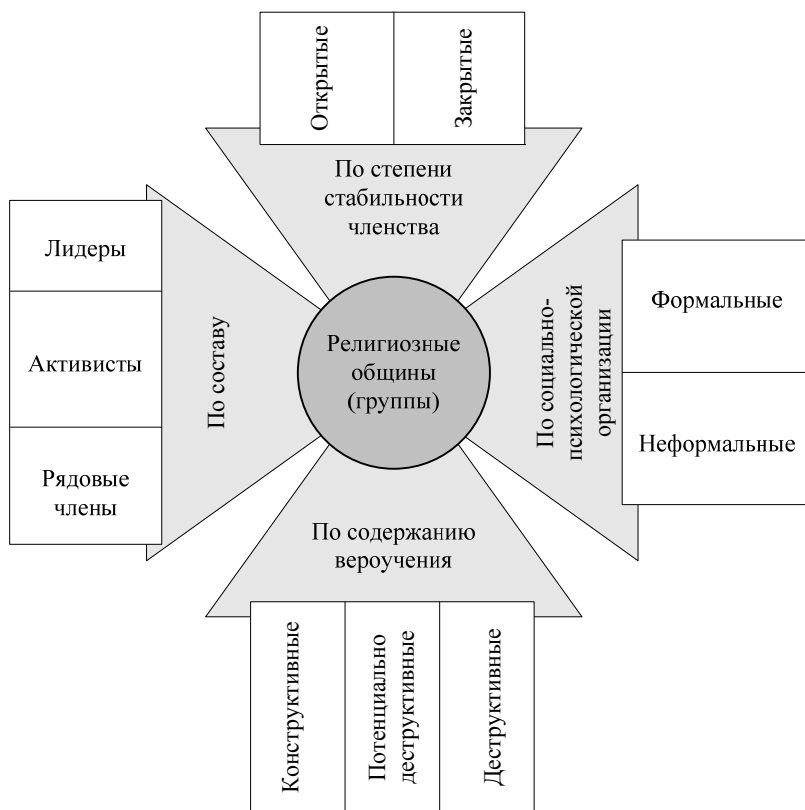 Открытые
Закрытые
По степени
стабильности
членства
Лидеры
Активисты
Рядовые
члены
По составу
Религиозные
общины
(группы)
По социально-
психологической
организации
Формальные
Неформальные
По содержанию
вероучения
Конструктивные
Потенциально
деструктивные
Деструктивные